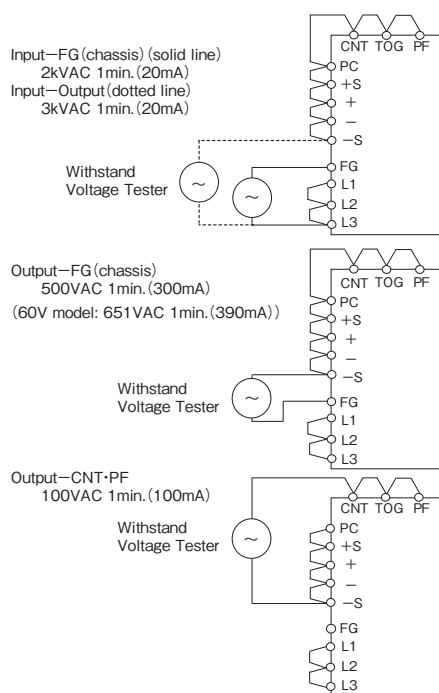 Input−FG(chassis)(solid line)
2kVAC 1min.(20mA)
Input−Output(dotted line)
3kVAC 1min.(20mA)
Withstand
Voltage Tester
~
~
CNT TOG PF
PC
+S
+
−
−S
FG
L1
L2
L3
Output−FG(chassis)
500VAC 1min.(300mA)
(60V model: 651VAC 1min.(390mA))
Withstand
Voltage Tester
~
CNT TOG PF
PC
+S
+
−
−S
FG
L1
L2
L3
Output−CNT･PF
100VAC 1min.(100mA)
Withstand
Voltage Tester
~
CNT TOG PF
PC
+S
+
−
−S
FG
L1
L2
L3